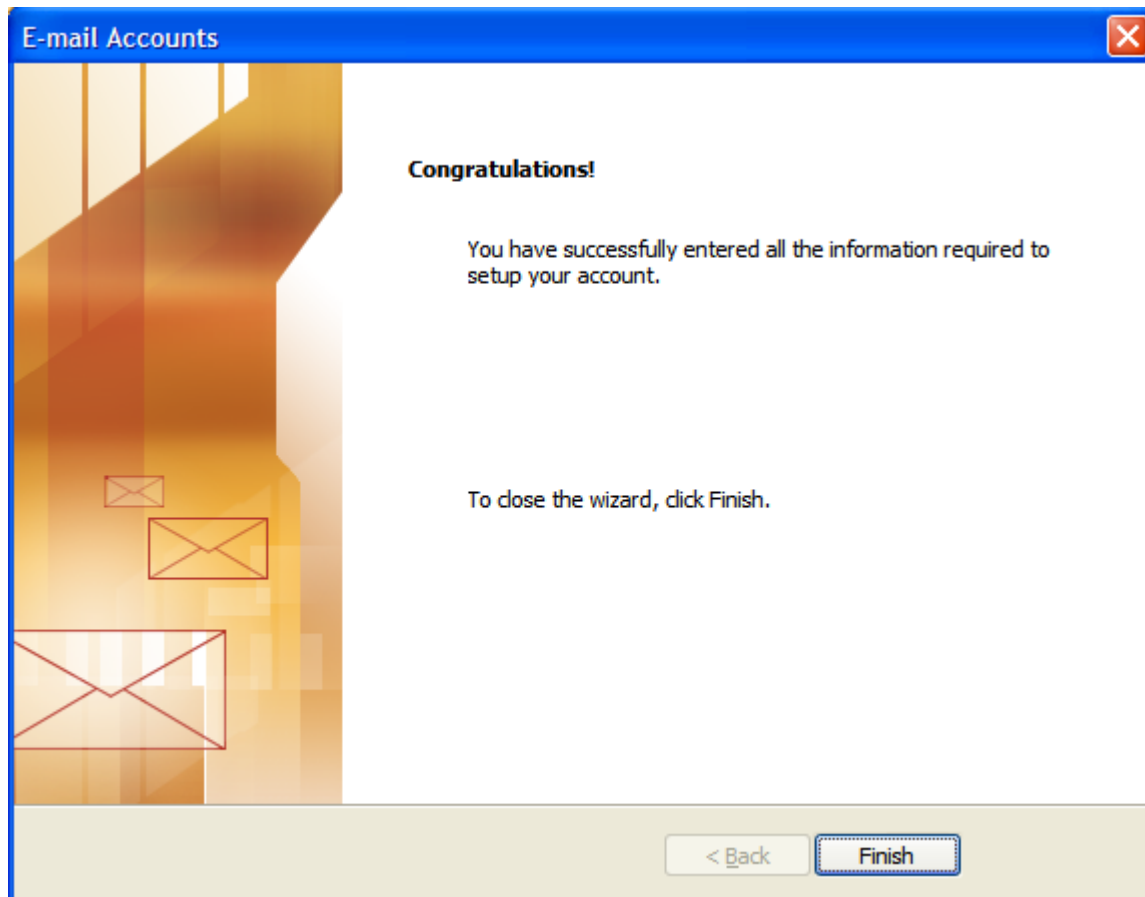 E-mail Accounts
Congratulations!
You have successfully entered all the information required to
setup your account.
To close the wizard, click Finish.
< Back
Finish